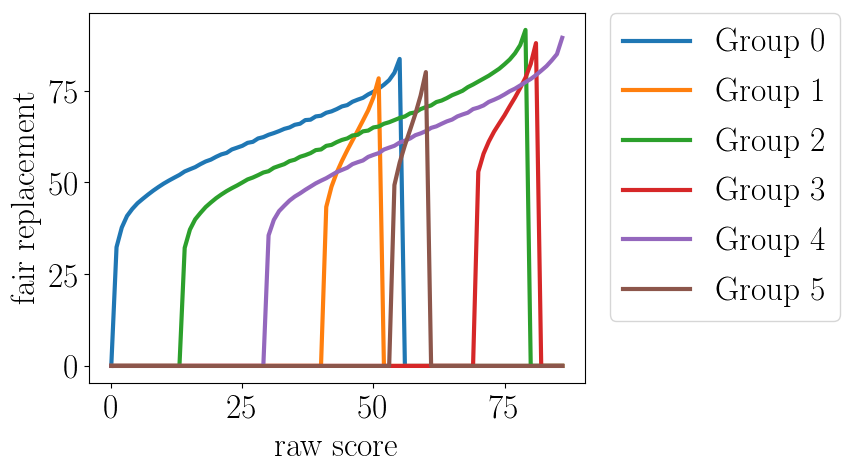 fair replacement
75
50
25
0
0
25
50
75
raw score
Group 0
Group 1
Group 2
Group 3
Group 4
Group 5